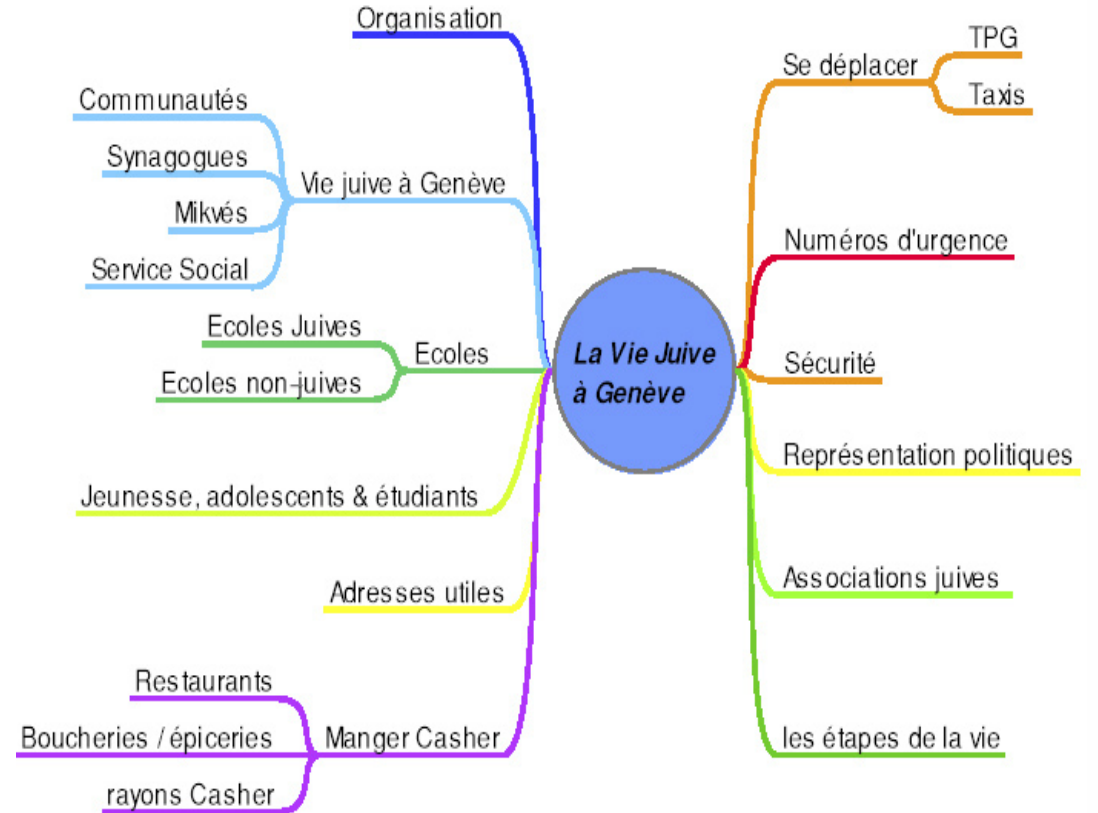 Organisation
Communautés
Synagogues
Mikvés
Service Social
Vie juive à Genève
Ecoles Juives
Ecoles non-juives
Ecoles
Jeunesse, adolescents & étudiants
Adresses utiles
Restaurants
Boucheries / épiceries
rayons Casher
Manger Casher
La Vie Juive
à Genève
Se déplacer
TPG
Taxis
Numéros d'urgence
Sécurité
Représentation politiques
Associations juives
les étapes de la vie